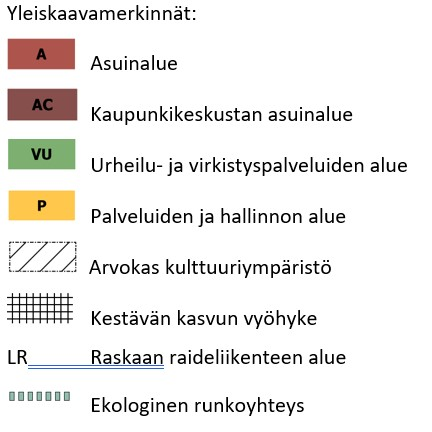 Yleiskaavamerkinnät:
A Asuinalue
AC Kaupunkikeskustan asuinalue
VU Urheilu- ja virkistyspalveluiden alue
P Palveluiden ja hallinnon alue
Arvokas kulttuuriympäristö
Kestävän kasvun vyöhyke
LR Raskaan raideliikenteen alue
Ekologinen runkoyhteys